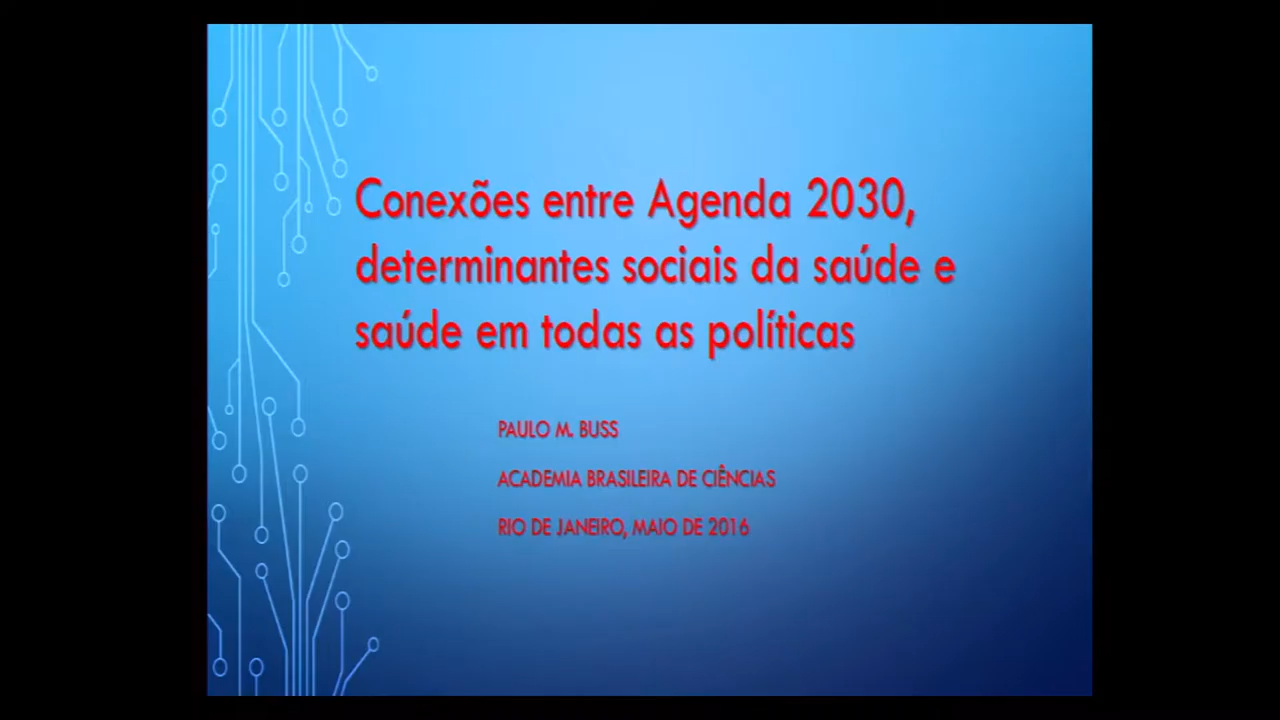 Conexões entre Agenda 2030,
determinantes sociais da saúde e
saúde em todas as políticas
PAULO M. BUSS
ACADEMIA BRASILEIRA DE CIÊNCIAS
RIO DE JANEIRO, MAIO DE 2016